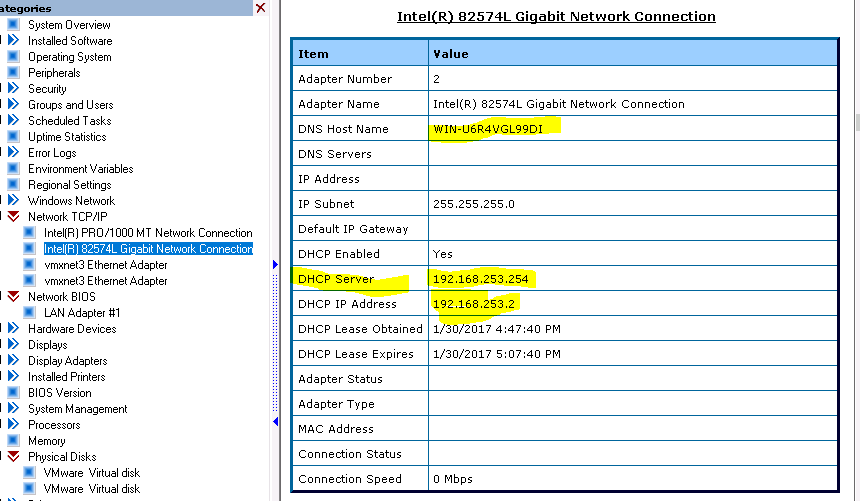 ategories
System Overview
Installed Software
Operating System
Peripherals
Security
Groups and Users
Scheduled Tasks
Uptime Statistics
Error Logs
Environment Variables
Regional Settings
Windows Network
Network TCP/IP
Intel(R) PRO/1000 MT Network Connection
Intel(R) 82574L Gigabit Network Connection
vmxnet3 Ethernet Adapter
vmxnet3 Ethernet Adapter
Network BIOS
LAN Adapter #1
Hardware Devices
Displays
Display Adapters
Installed Printers
BIOS Version
System Management
Processors
Memory
Physical Disks
VMware Virtual disk
VMware Virtual disk
Intel(R) 82574L Gigabit Network Connection
Item Value
Adapter Number 2
Adapter Name Intel(R) 82574L Gigabit Network Connection
DNS Host Name WIN-U6R4VGL99DI
DNS Servers
IP Address
IP Subnet 255.255.255.0
Default IP Gateway
DHCP Enabled Yes
DHCP Server 192.168.253.254
DHCP IP Address 192.168.253.2
DHCP Lease Obtained 1/30/2017 4:47:40 PM
DHCP Lease Expires 1/30/2017 5:07:40 PM
Adapter Status
Adapter Type
MAC Address
Connection Status
Connection Speed 0 Mbps